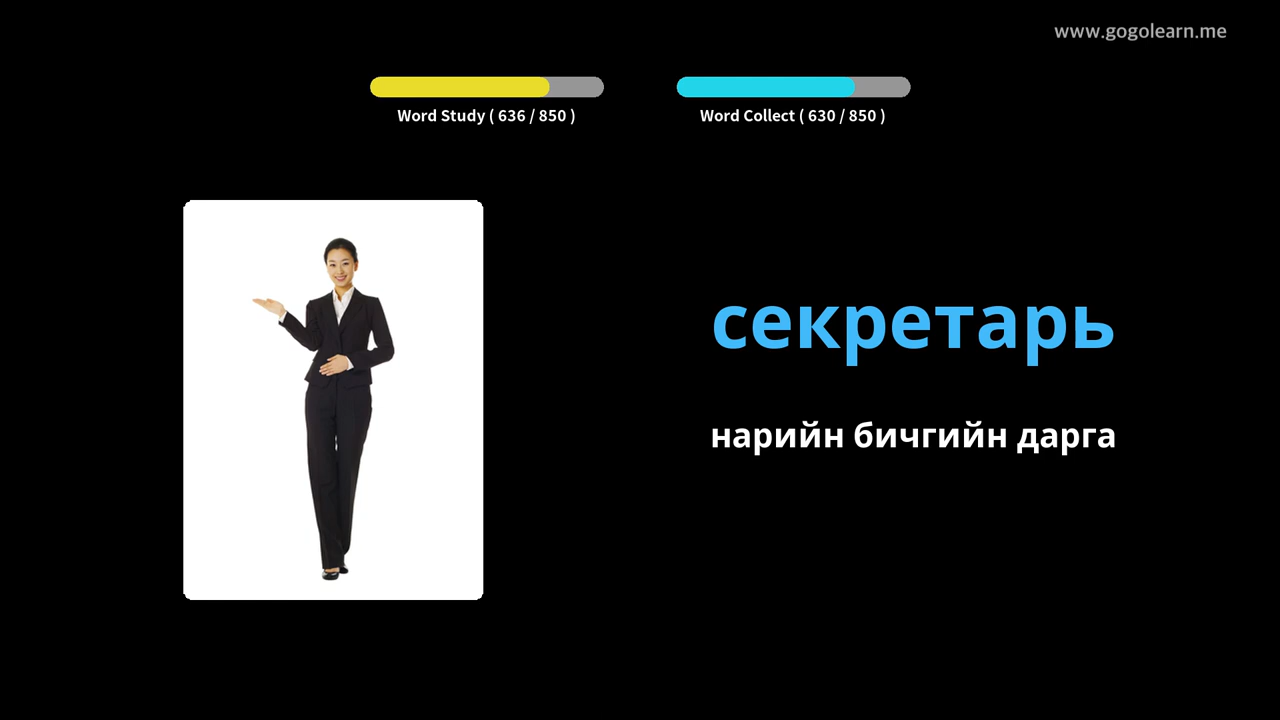 www.gogolearn.me
Word Study ( 636 / 850 )
Word Collect ( 630 / 850 )
секретарь
нарийн бичгийн дарга